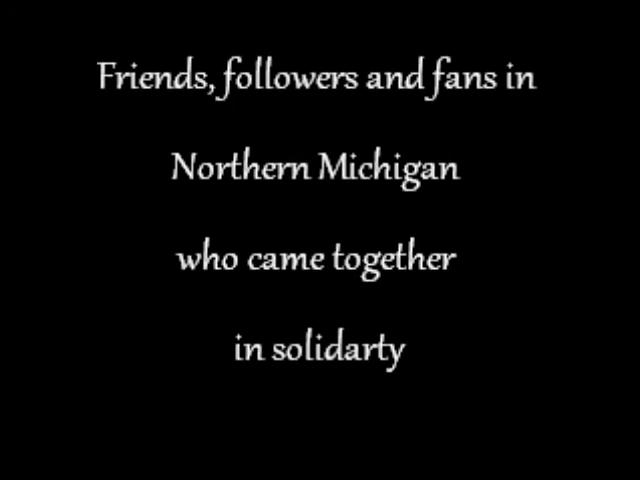 Friends, followers and fans in
Northern Michigan
who came together
in solidarty